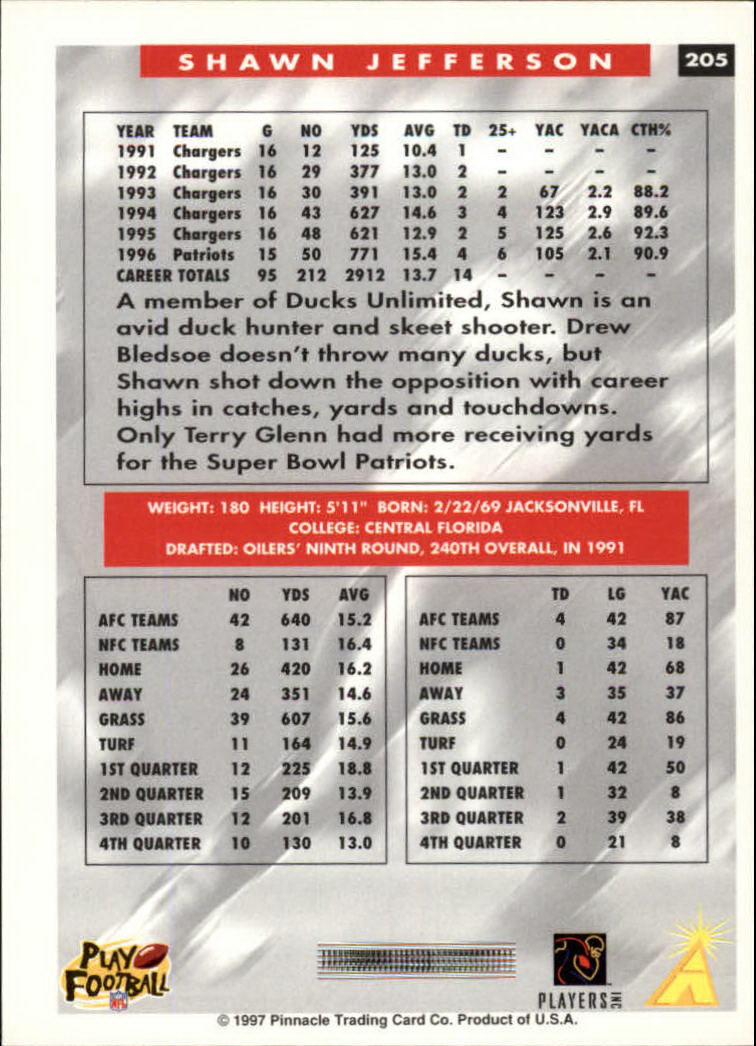 SHAWN JEFFERSON
205
YEAR TEAM G NO YDS AVG TD 25+ YAC YACA CTH%
1991 Chargers 16 12 125 10.4 1 – – – –
1992 Chargers 16 29 377 13.0 2 – – – –
1993 Chargers 16 30 391 13.0 2 2 67 2.2 88.2
1994 Chargers 16 43 627 14.6 3 4 123 2.9 89.6
1995 Chargers 16 48 621 12.9 2 5 125 2.6 92.3
1996 Patriots 15 50 771 15.4 4 6 105 2.1 90.9
CAREER TOTALS 95 212 2912 13.7 14 – – – –
A member of Ducks Unlimited, Shawn is an
avid duck hunter and skeet shooter. Drew
Bledsoe doesn't throw many ducks, but
Shawn shot down the opposition with career
highs in catches, yards and touchdowns.
Only Terry Glenn had more receiving yards
for the Super Bowl Patriots.
WEIGHT: 180 HEIGHT: 5'11" BORN: 2/22/69 JACKSONVILLE, FL
COLLEGE: CENTRAL FLORIDA
DRAFTED: OILERS' NINTH ROUND, 240TH OVERALL, IN 1991
NO YDS AVG
AFC TEAMS 42 640 15.2
NFC TEAMS 8 131 16.4
HOME 26 420 16.2
AWAY 24 351 14.6
GRASS 39 607 15.6
TURF 11 164 14.9
1ST QUARTER 12 225 18.8
2ND QUARTER 15 209 13.9
3RD QUARTER 12 201 16.8
4TH QUARTER 10 130 13.0
TD LG YAC
AFC TEAMS 4 42 87
NFC TEAMS 0 34 18
HOME 1 42 68
AWAY 3 35 37
GRASS 4 42 86
TURF 0 24 19
1ST QUARTER 1 42 50
2ND QUARTER 1 32 8
3RD QUARTER 2 39 38
4TH QUARTER 0 21 8
PLAY
FOOTBALL
NFL
PLAYERS INC
© 1997 Pinnacle Trading Card Co. Product of U.S.A.